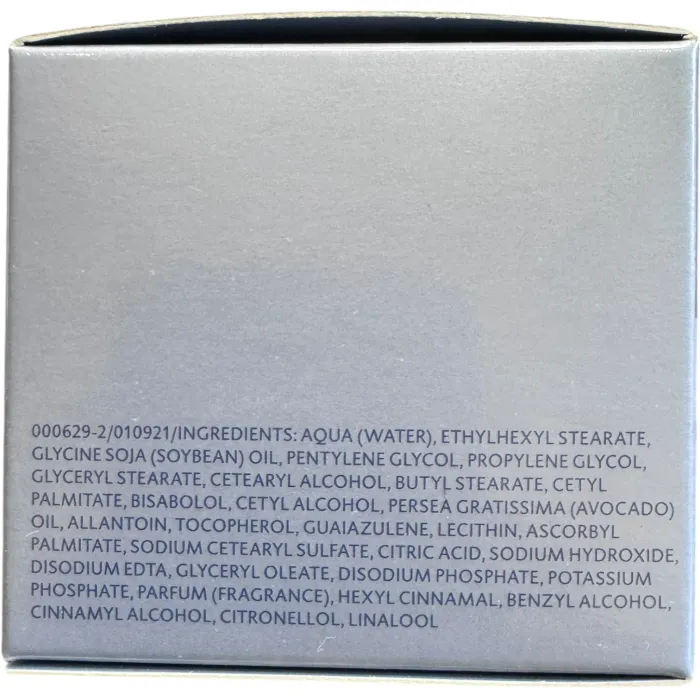 000629-2/010921/INGREDIENTS: AQUA (WATER), ETHYLHEXYL STEARATE,
GLYCINE SOJA (SOYBEAN) OIL, PENTYLENE GLYCOL, PROPYLENE GLYCOL,
GLYCERYL STEARATE, CETEARYL ALCOHOL, BUTYL STEARATE, CETYL
PALMITATE, BISABOLOL, CETYL ALCOHOL, PERSEA GRATISSIMA (AVOCADO)
OIL, ALLANTOIN, TOCOPHEROL, GUAIAZULENE, LECITHIN, ASCORBYL
PALMITATE, SODIUM CETEARYL SULFATE, CITRIC ACID, SODIUM HYDROXIDE,
DISODIUM EDTA, GLYCERYL OLEATE, DISODIUM PHOSPHATE, POTASSIUM
PHOSPHATE, PARFUM (FRAGRANCE), HEXYL CINNAMAL, BENZYL ALCOHOL,
CINNAMYL ALCOHOL, CITRONELLOL, LINALOOL